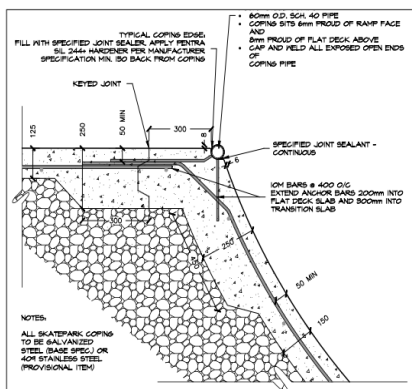 TYPICAL COPING EDGE;
FILL WITH SPECIFIED JOINT SEALER. APPLY PENTRA
SIL 244+ HARDENER PER MANUFACTURER
SPECIFICATION MIN. 150 BACK FROM COPING
• 60mm O.D. SCH. 40 PIPE
• COPING SITS 6mm PROUD OF RAMP FACE
AND
8mm PROUD OF FLAT DECK ABOVE
• CAP AND WELD ALL EXPOSED OPEN ENDS
OF
COPING PIPE
KEYED JOINT
300
125
250
50 MIN
8
SPECIFIED JOINT SEALANT -
CONTINUOUS
6
10M BARS @ 400 O/C
EXTEND ANCHOR BARS 200mm INTO
FLAT DECK SLAB AND 300mm INTO
TRANSITION SLAB
300
250
50 MIN
150
NOTES:
ALL SKATEPARK COPING
TO BE GALVANIZED
STEEL (BASE SPEC.) OR
409 STAINLESS STEEL
(PROVISIONAL ITEM)